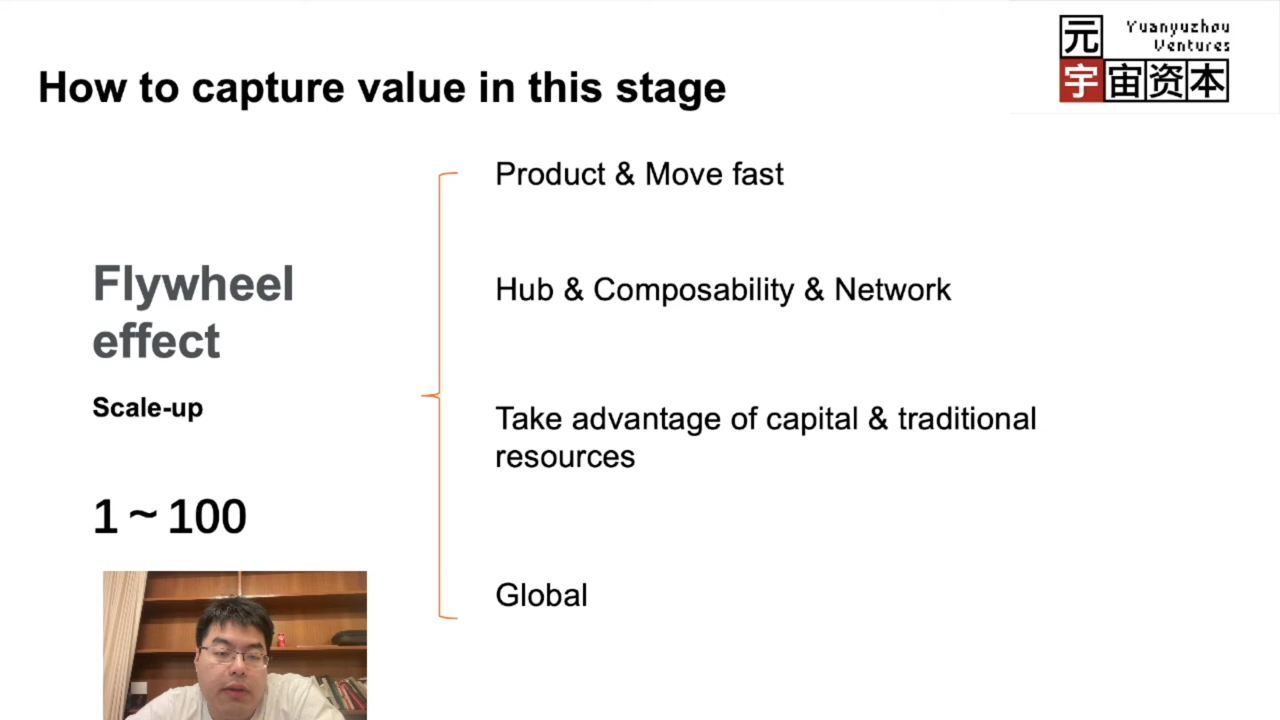 How to capture value in this stage
Yuanyuzhou
Ventures
元
宇宙资本
Product & Move fast
Flywheel
effect
Hub & Composability & Network
Scale-up
Take advantage of capital & traditional
resources
1 ~ 100
Global